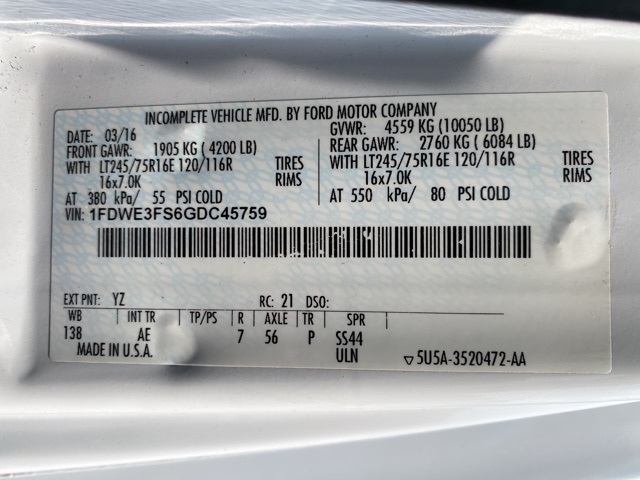 INCOMPLETE VEHICLE MFD. BY FORD MOTOR COMPANY
DATE: 03/16 GVWR: 4559 KG (10050 LB)
FRONT GAWR: 1905 KG ( 4200 LB) REAR GAWR: 2760 KG ( 6084 LB)
WITH LT245/75R16E 120/116R TIRES WITH LT245/75R16E 120/116R TIRES
16x7.0K RIMS 16x7.0K RIMS
AT 380 kPa/ 55 PSI COLD AT 550 kPa/ 80 PSI COLD
VIN: 1FDWE3FS6GDC45759
EXT PNT: YZ RC: 21 DSO:
WB INT TR TP/PS R AXLE TR SPR
138 AE 7 56 P SS44
MADE IN U.S.A. ULN ▽5U5A-3520472-AA